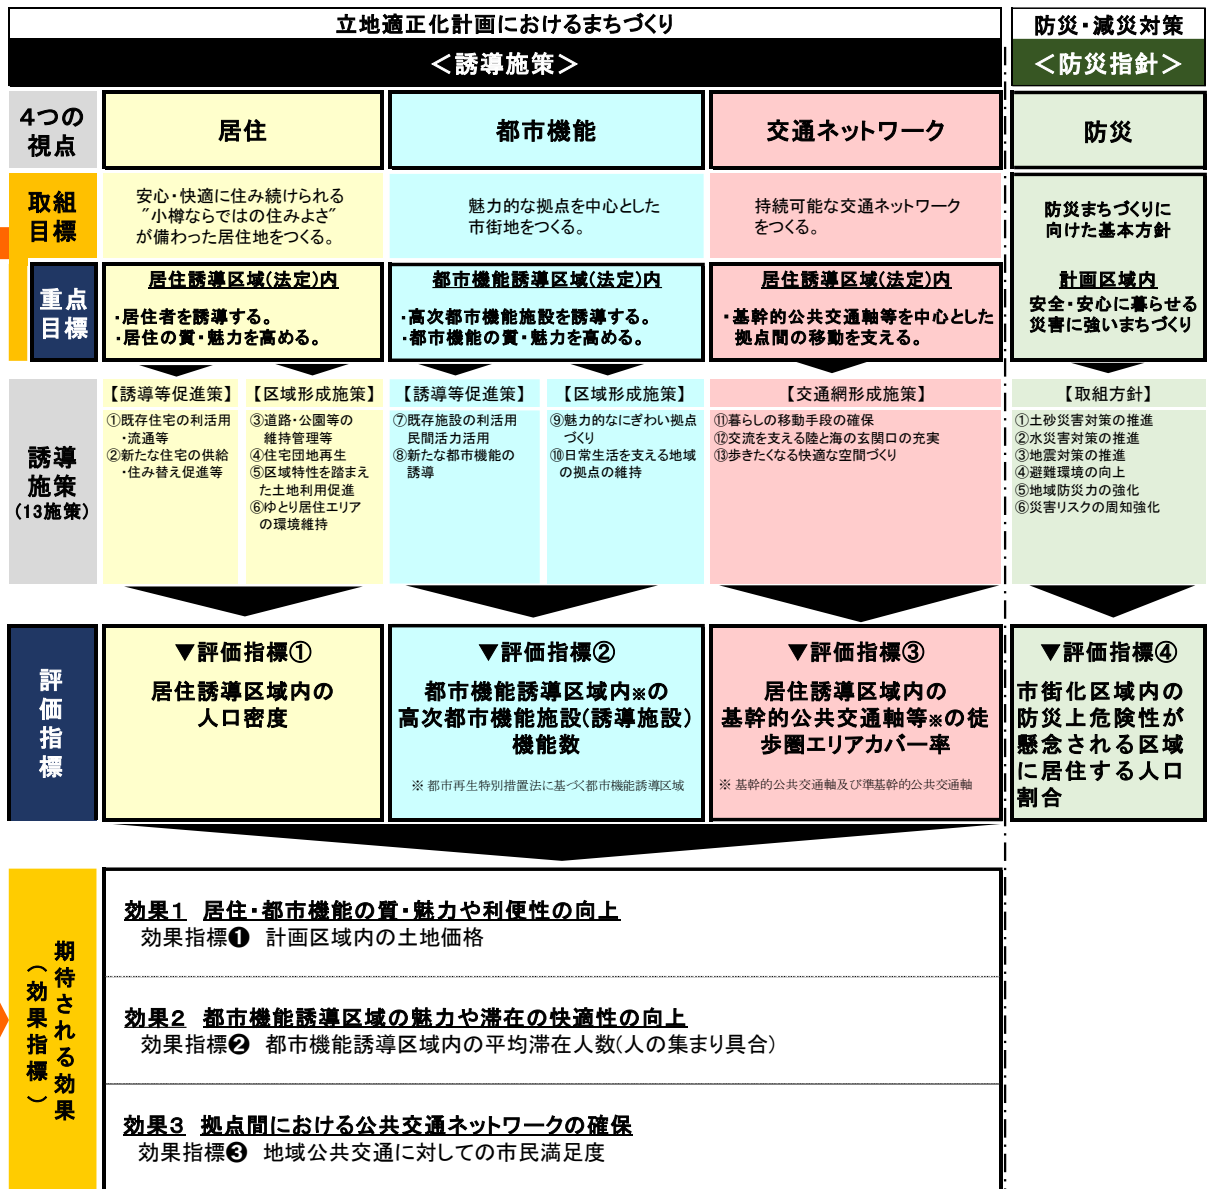 立地適正化計画におけるまちづくり
＜誘導施策＞
防災・減災対策
＜防災指針＞
4つの
視点
居住
都市機能
交通ネットワーク
防災
取組
目標
安心・快適に住み続けられる
"小樽ならではの住みよさ"
が備わった居住地をつくる。
魅力的な拠点を中心とした
市街地をつくる。
持続可能な交通ネットワーク
をつくる。
防災まちづくりに
向けた基本方針
重点
目標
居住誘導区域(法定)内
・居住者を誘導する。
・居住の質・魅力を高める。
都市機能誘導区域(法定)内
・高次都市機能施設を誘導する。
・都市機能の質・魅力を高める。
居住誘導区域(法定)内
・基幹的公共交通軸等を中心とした
拠点間の移動を支える。
計画区域内
安全・安心に暮らせる
災害に強いまちづくり
誘導
施策
(13施策)
【誘導等促進策】
①既存住宅の利活用
・流通等
②新たな住宅の供給
・住み替え促進等
【区域形成施策】
③道路・公園等の
維持管理等
④住宅団地再生
⑤区域特性を踏まえ
た土地利用促進
⑥ゆとり居住エリア
の環境維持
【誘導等促進策】
⑦既存施設の利活用
民間活力活用
⑧新たな都市機能の
誘導
【区域形成施策】
⑨魅力的なにぎわい拠点
づくり
⑩日常生活を支える地域
の拠点の維持
【交通網形成施策】
⑪暮らしの移動手段の確保
⑫交流を支える陸と海の玄関口の充実
⑬歩きたくなる快適な空間づくり
【取組方針】
①土砂災害対策の推進
②水災害対策の推進
③地震対策の推進
④避難環境の向上
⑤地域防災力の強化
⑥災害リスクの周知強化
評価指標
▼評価指標①
居住誘導区域内の
人口密度
▼評価指標②
都市機能誘導区域内※の
高次都市機能施設(誘導施設)
機能数
※ 都市再生特別措置法に基づく都市機能誘導区域
▼評価指標③
居住誘導区域内の
基幹的公共交通軸等※の徒
歩圏エリアカバー率
※ 基幹的公共交通軸及び準基幹的公共交通軸
▼評価指標④
市街化区域内の
防災上危険性が
懸念される区域
に居住する人口
割合
期待される効果
（効果指標）
効果1 居住・都市機能の質・魅力や利便性の向上
効果指標❶ 計画区域内の土地価格
効果2 都市機能誘導区域の魅力や滞在の快適性の向上
効果指標❷ 都市機能誘導区域内の平均滞在人数(人の集まり具合)
効果3 拠点間における公共交通ネットワークの確保
効果指標❸ 地域公共交通に対しての市民満足度